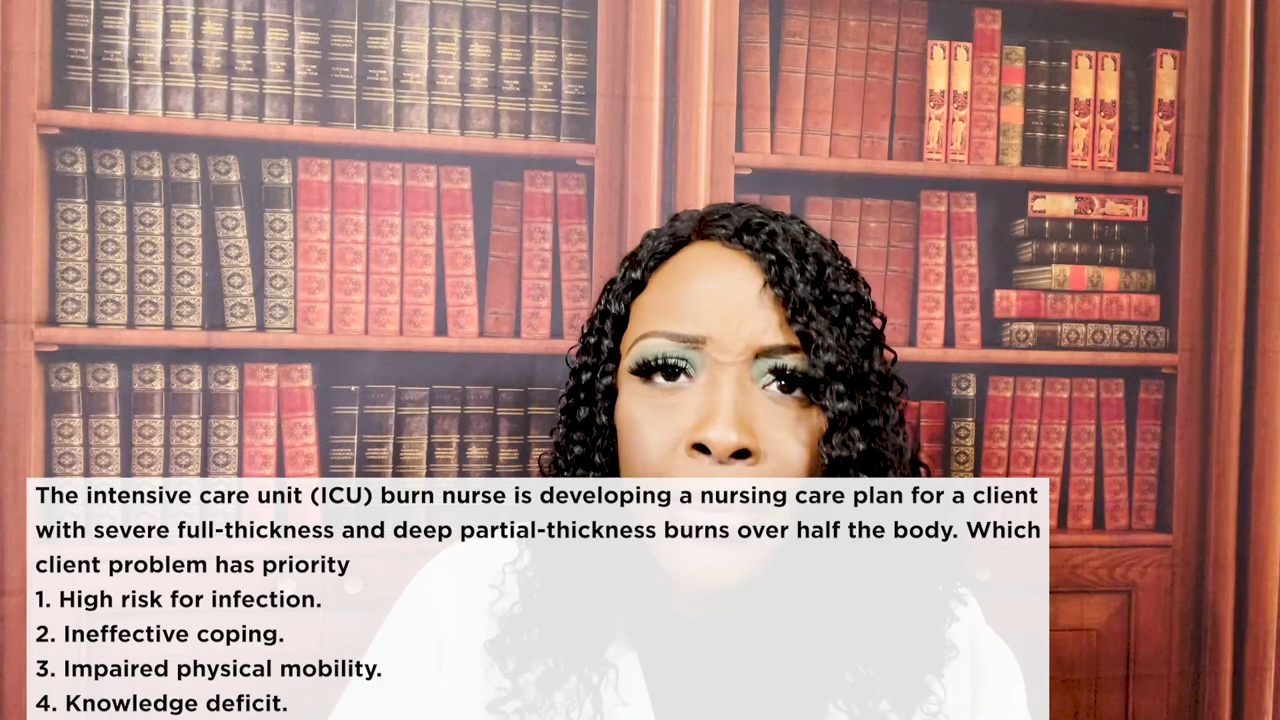 The intensive care unit (ICU) burn nurse is developing a nursing care plan for a client
with severe full-thickness and deep partial-thickness burns over half the body. Which
client problem has priority
1. High risk for infection.
2. Ineffective coping.
3. Impaired physical mobility.
4. Knowledge deficit.